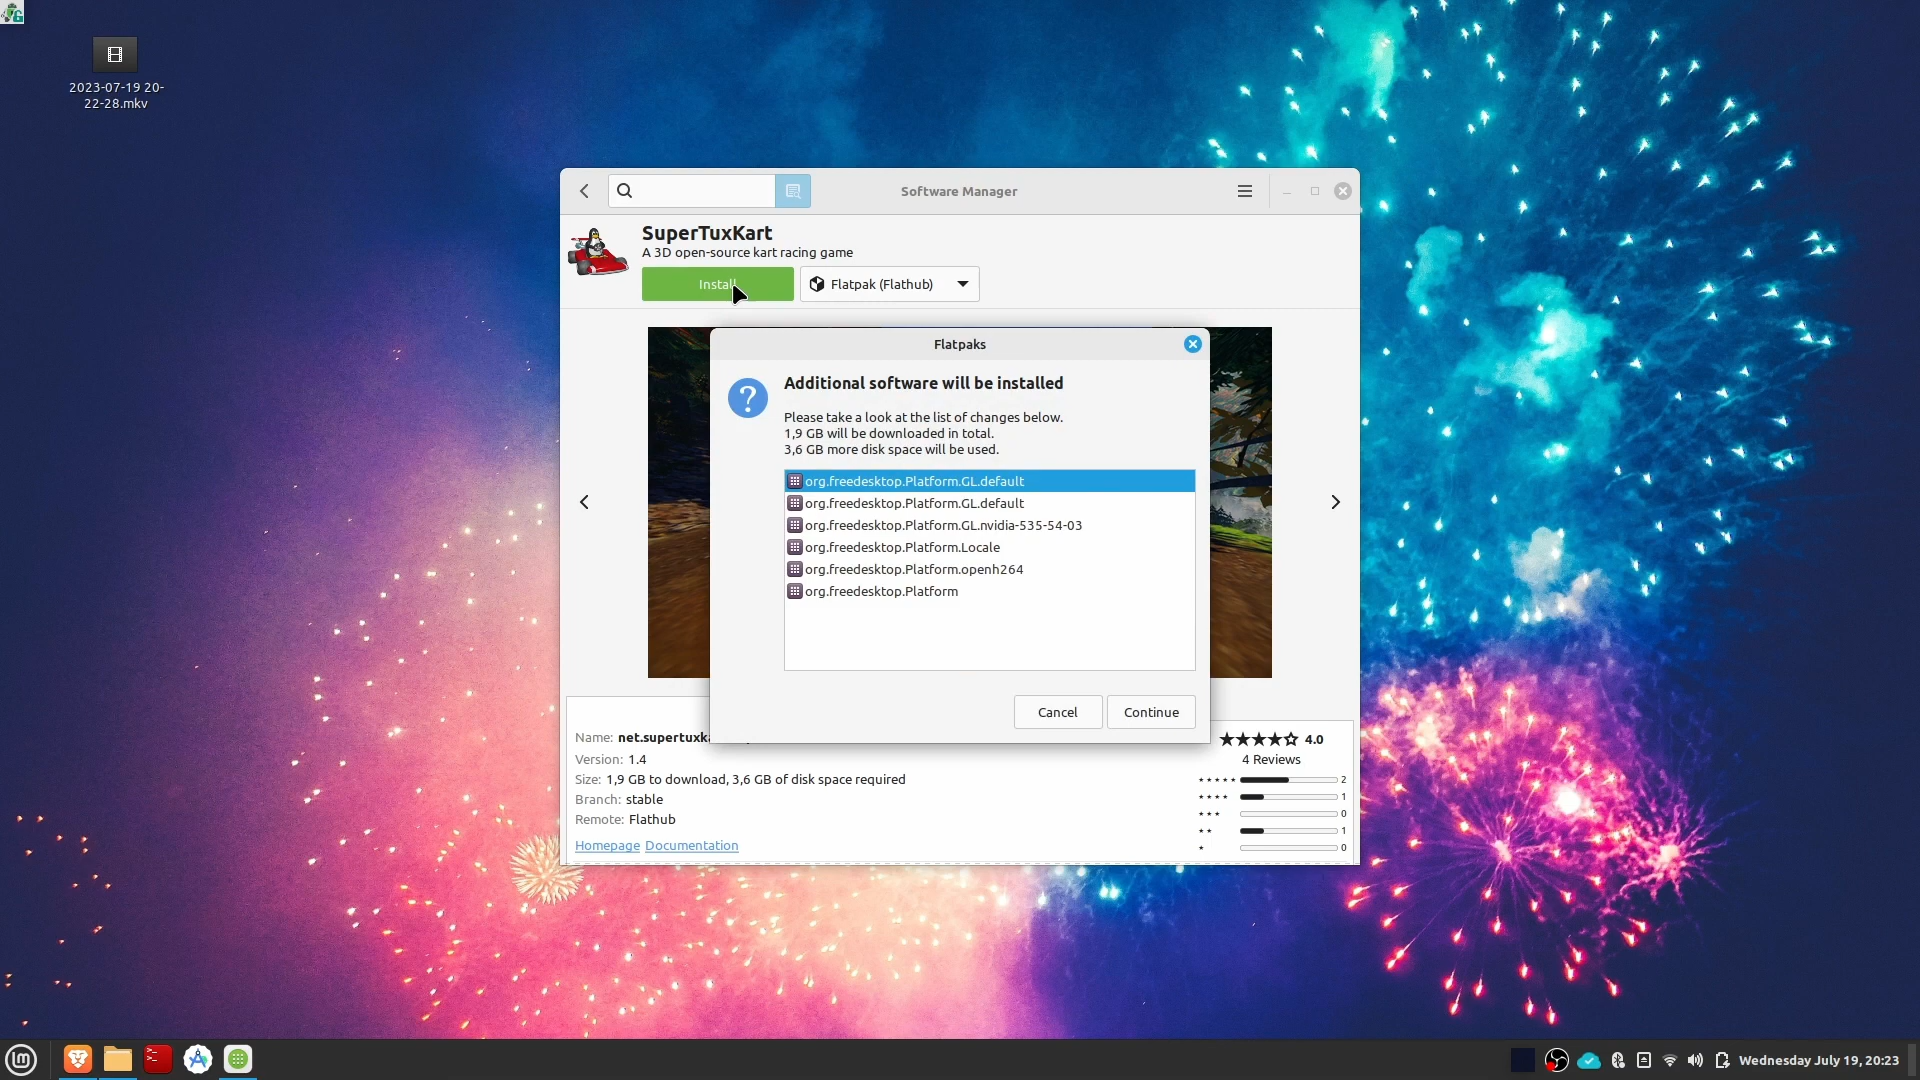 2023-07-19 20-
22-28.mkv
Software Manager
SuperTuxKart
A 3D open-source kart racing game
Install
Flatpak (Flathub)
Flatpaks
Additional software will be installed
Please take a look at the list of changes below.
1,9 GB will be downloaded in total.
3,6 GB more disk space will be used.
org.freedesktop.Platform.GL.default
org.freedesktop.Platform.GL.default
org.freedesktop.Platform.GL.nvidia-535-54-03
org.freedesktop.Platform.Locale
org.freedesktop.Platform.openh264
org.freedesktop.Platform
Cancel
Continue
Name: net.supertuxk
Version: 1.4
Size: 1,9 GB to download, 3,6 GB of disk space required
Branch: stable
Remote: Flathub
Homepage Documentation
★★★★☆ 4.0
4 Reviews
★★★★★ 2
★★★★ 1
★★★ 0
★★ 1
★ 0
Wednesday July 19, 20:23